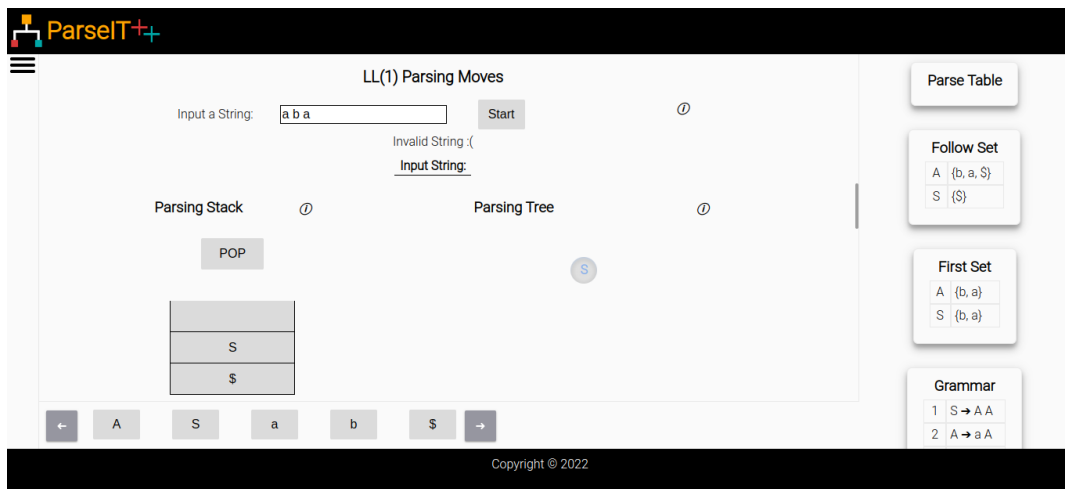 ParseIT++
LL(1) Parsing Moves
Input a String: a b a Start
Invalid String :(
Input String:
Parsing Stack
POP
S
$
Parsing Tree
S
A S a b $
Parse Table
Follow Set
A {b, a, $}
S {$}
First Set
A {b, a}
S {b, a}
Grammar
1 S → A A
2 A → a A
Copyright © 2022